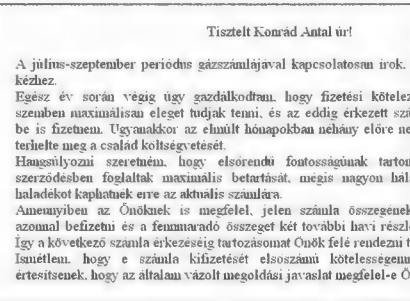 Tisztelt Konrád Antal úr!
A július-szeptember periódus gázszámlájával kapcsolatosan írok.
kézhez.
Egész év során végig úgy gazdálkodtam, hogy fizetési kötelez
szemben maximálisan eleget tudjak tenni, és az eddig érkezett szá
be is fizetnem. Ugyanakkor az elmúlt hónapokban néhány előre ne
terhelte meg a család költségvetését.
Hangsúlyozni szeretném, hogy elsőrendű fontosságúnak tartom
szerződésben foglaltak maximális betartását, mégis nagyon hál
haladékot kaphatnék erre az aktuális számlára.
Amennyiben az Önöknek is megfelel, jelen számla összegének
azonnal befizetni és a fennmaradó összeget két további havi részle
Így a következő számla érkezéséig tartozásomat Önök felé rendezni t
Ismétlem, hogy e számla kifizetését elsőszámú kötelességemn
értesítsenek, hogy az általam vázolt megoldási javaslat megfelel-e Ö